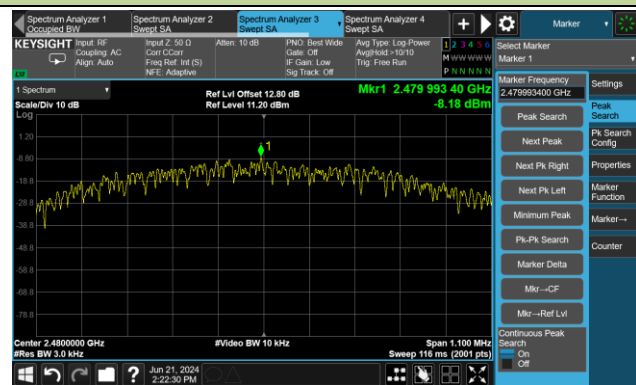 Spectrum Analyzer 1
Occupied BW
Spectrum Analyzer 2
Swept SA
Spectrum Analyzer 3
Swept SA
Spectrum Analyzer 4
Swept SA
Marker
KEYSIGHT
Input: RF
Coupling: AC
Align: Auto
Input Z: 50 Ω
Corr CCorr
Freq Ref: Int (S)
NFE: Adaptive
Atten: 10 dB
PNO: Best Wide
Gate: Off
IF Gain: Low
Sig Track: Off
Avg Type: Log-Power
Avg|Hold:>10/10
Trig: Free Run
1 2 3 4 5 6
M W W W W W
P N N N N N
Select Marker
Marker 1
LW
1 Spectrum
Scale/Div 10 dB
Log
Ref Lvl Offset 12.80 dB
Ref Level 11.20 dBm
Mkr1 2.479 993 40 GHz
-8.18 dBm
1
1.20
-8.80
-18.8
-28.8
-38.8
-48.8
-58.8
-68.8
-78.8
Center 2.4800000 GHz
#Res BW 3.0 kHz
#Video BW 10 kHz
Span 1.100 MHz
Sweep 116 ms (2001 pts)
Marker Frequency
2.479993400 GHz
Peak Search
Next Peak
Next Pk Right
Next Pk Left
Minimum Peak
Pk-Pk Search
Marker Delta
Mkr→CF
Mkr→Ref Lvl
Continuous Peak
Search
On
Off
Settings
Peak
Search
Pk Search
Config
Properties
Marker
Function
Marker→
Counter
?
Jun 21, 2024
2:22:30 PM